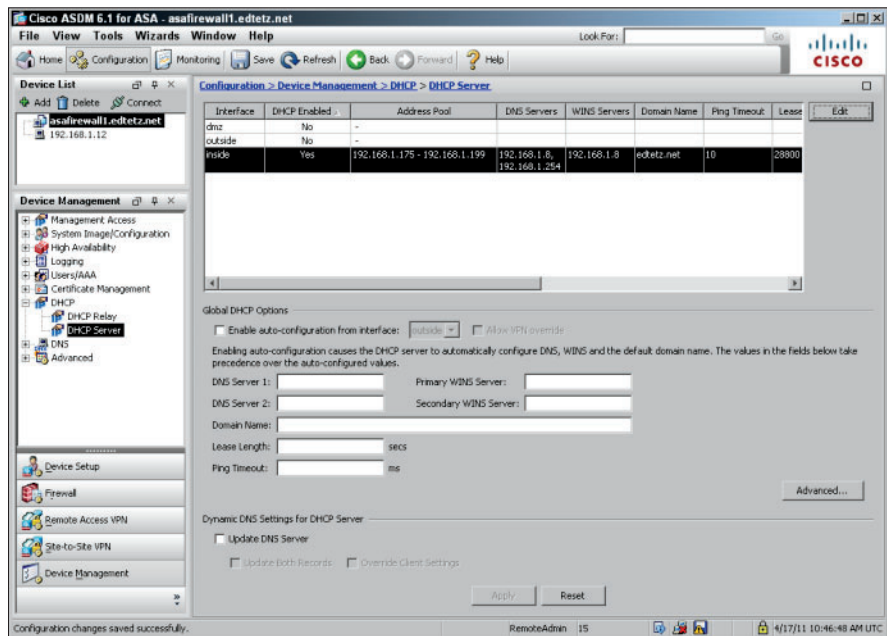 Cisco ASDM 6.1 for ASA - asafirewall1.edtetz.net
File View Tools Wizards Window Help
Look For:
Go
Home Configuration Monitoring Save Refresh Back Forward Help
CISCO
Device List
Add Delete Connect
asafirewall1.edtetz.net
192.168.1.12
Device Management
Management Access
System Image/Configuration
High Availability
Logging
Users/AAA
Certificate Management
DHCP
DHCP Relay
DHCP Server
DNS
Advanced
Device Setup
Firewall
Remote Access VPN
Site-to-Site VPN
Device Management
Configuration > Device Management > DHCP > DHCP Server
Interface DHCP Enabled Address Pool DNS Servers WINS Servers Domain Name Ping Timeout Lease
Edit
dmz No -
outside No -
inside Yes 192.168.1.175 - 192.168.1.199 192.168.1.8, 192.168.1.8 edtetz.net 10 28800
192.168.1.254
Global DHCP Options
Enable auto-configuration from interface: outside Allow VPN override
Enabling auto-configuration causes the DHCP server to automatically configure DNS, WINS and the default domain name. The values in the fields below take
precedence over the auto-configured values.
DNS Server 1: Primary WINS Server:
DNS Server 2: Secondary WINS Server:
Domain Name:
Lease Length: secs
Ping Timeout: ms
Advanced...
Dynamic DNS Settings for DHCP Server
Update DNS Server
Update Both Records Override Client Settings
Apply Reset
Configuration changes saved successfully.
RemoteAdmin 15
4/17/11 10:46:48 AM UTC